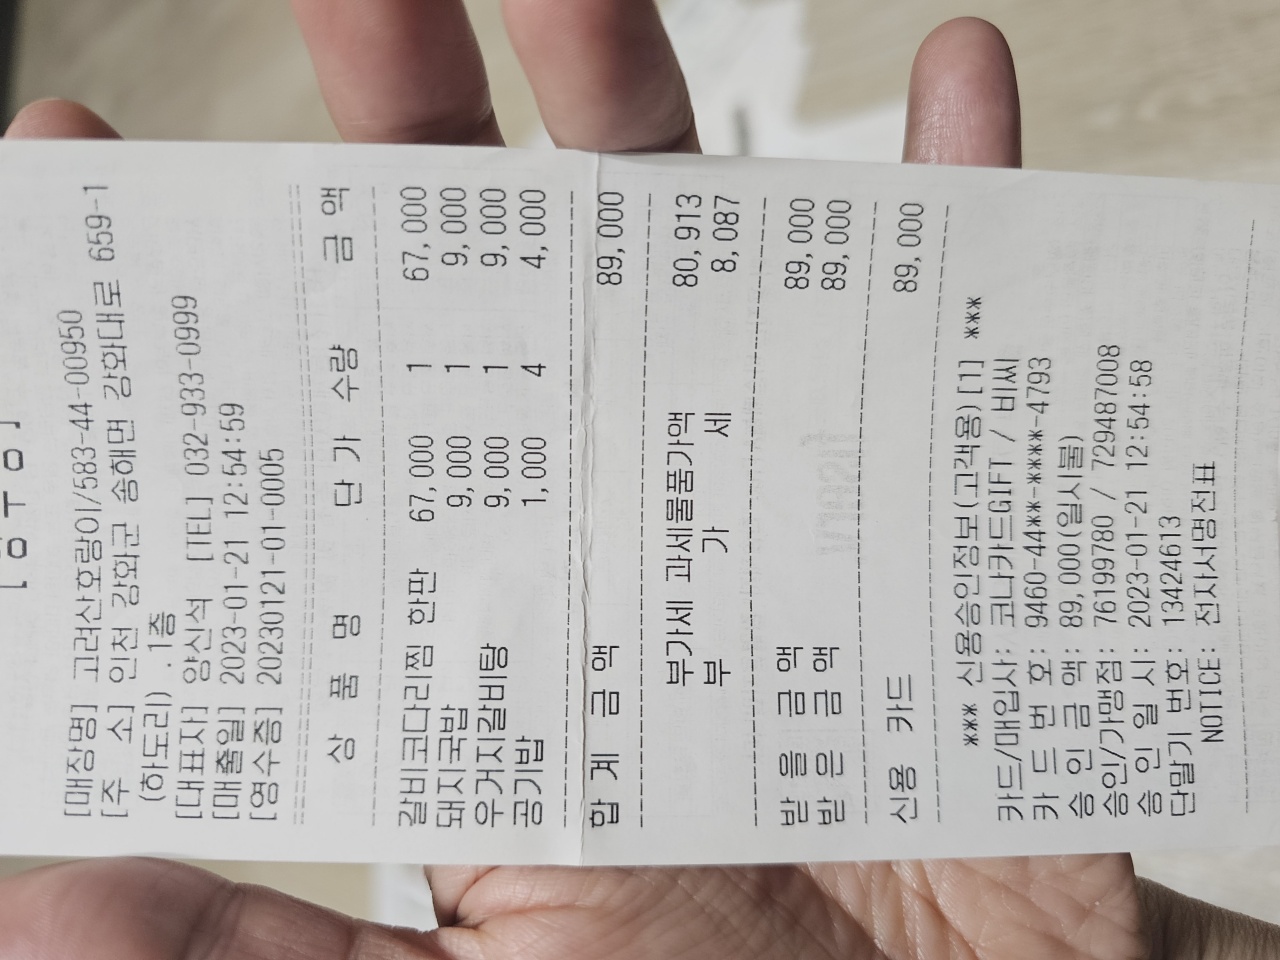 [영수증]
[매장명] 고려산호랑이/583-44-00950
[주 소] 인천 강화군 송해면 강화대로 659-1
(하도리) .1층
[대표자] 양신석 [TEL] 032-933-0999
[매출일] 2023-01-21 12:54:59
[영수증] 20230121-01-0005
상 품 명 단 가 수량 금 액
갈비코다리찜 한판 67,000 1 67,000
돼지국밥 9,000 1 9,000
우거지갈비탕 9,000 1 9,000
공기밥 1,000 4 4,000
합 계 금 액 89,000
부가세 과세물품가액 80,913
부 가 세 8,087
받 을 금 액 89,000
받 은 금 액 89,000
신용 카드 89,000
*** 신용승인정보(고객용)[1] ***
카드/매입사: 코나카드GIFT / 비씨
카 드 번 호: 9460-44**-****-4793
승 인 금 액: 89,000(일시불)
승인/가맹점: 76199780 / 729487008
승 인 일 시: 2023-01-21 12:54:58
단말기 번호: 13424613
NOTICE: 전자서명전표